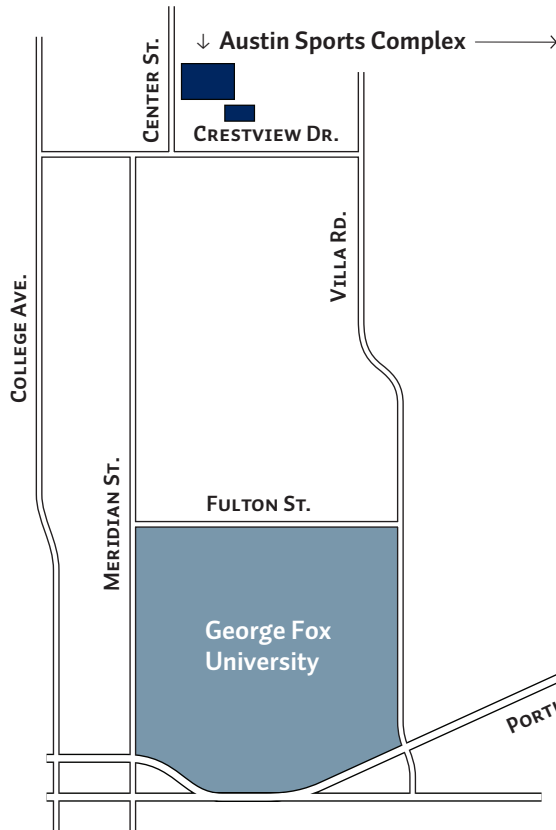 ↓ Austin Sports Complex →
CENTER ST.
CRESTVIEW DR.
VILLA RD.
COLLEGE AVE.
MERIDIAN ST.
FULTON ST.
George Fox
University